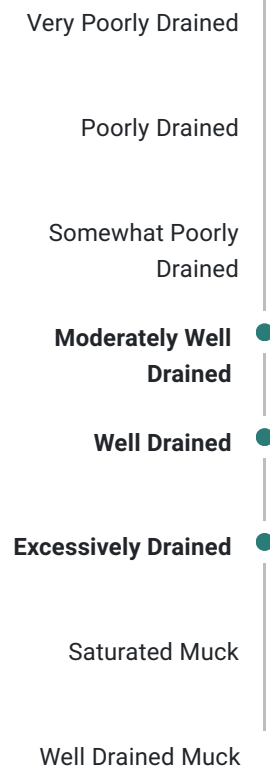 Very Poorly Drained
Poorly Drained
Somewhat Poorly
Drained
Moderately Well
Drained
Well Drained
Excessively Drained
Saturated Muck
Well Drained Muck